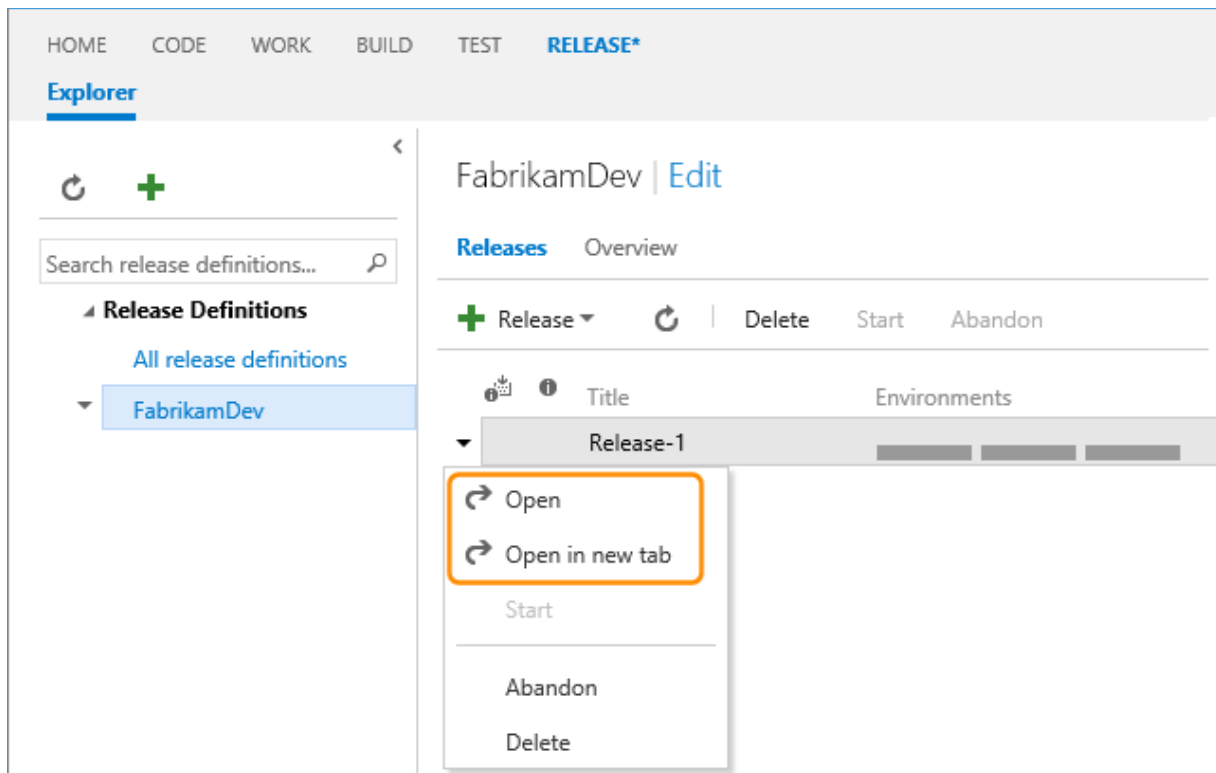 HOME CODE WORK BUILD TEST RELEASE*
Explorer
FabrikamDev | Edit
Search release definitions...
Release Definitions
All release definitions
FabrikamDev
Releases Overview
Release Delete Start Abandon
Title Environments
Release-1
Open
Open in new tab
Start
Abandon
Delete